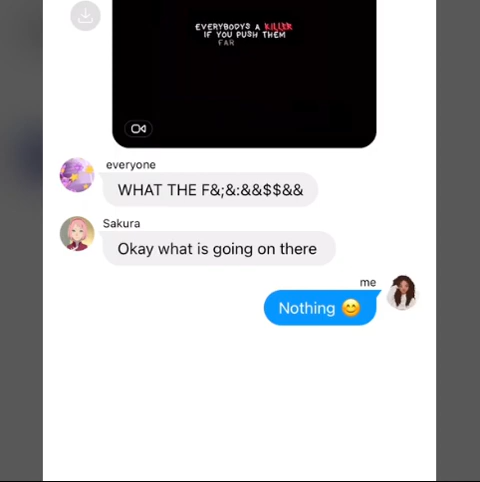 EVERYBODYS A KILLER
IF YOU PUSH THEM
FAR
everyone
WHAT THE F&;&:&&$$&&
Sakura
Okay what is going on there
me
Nothing 😊